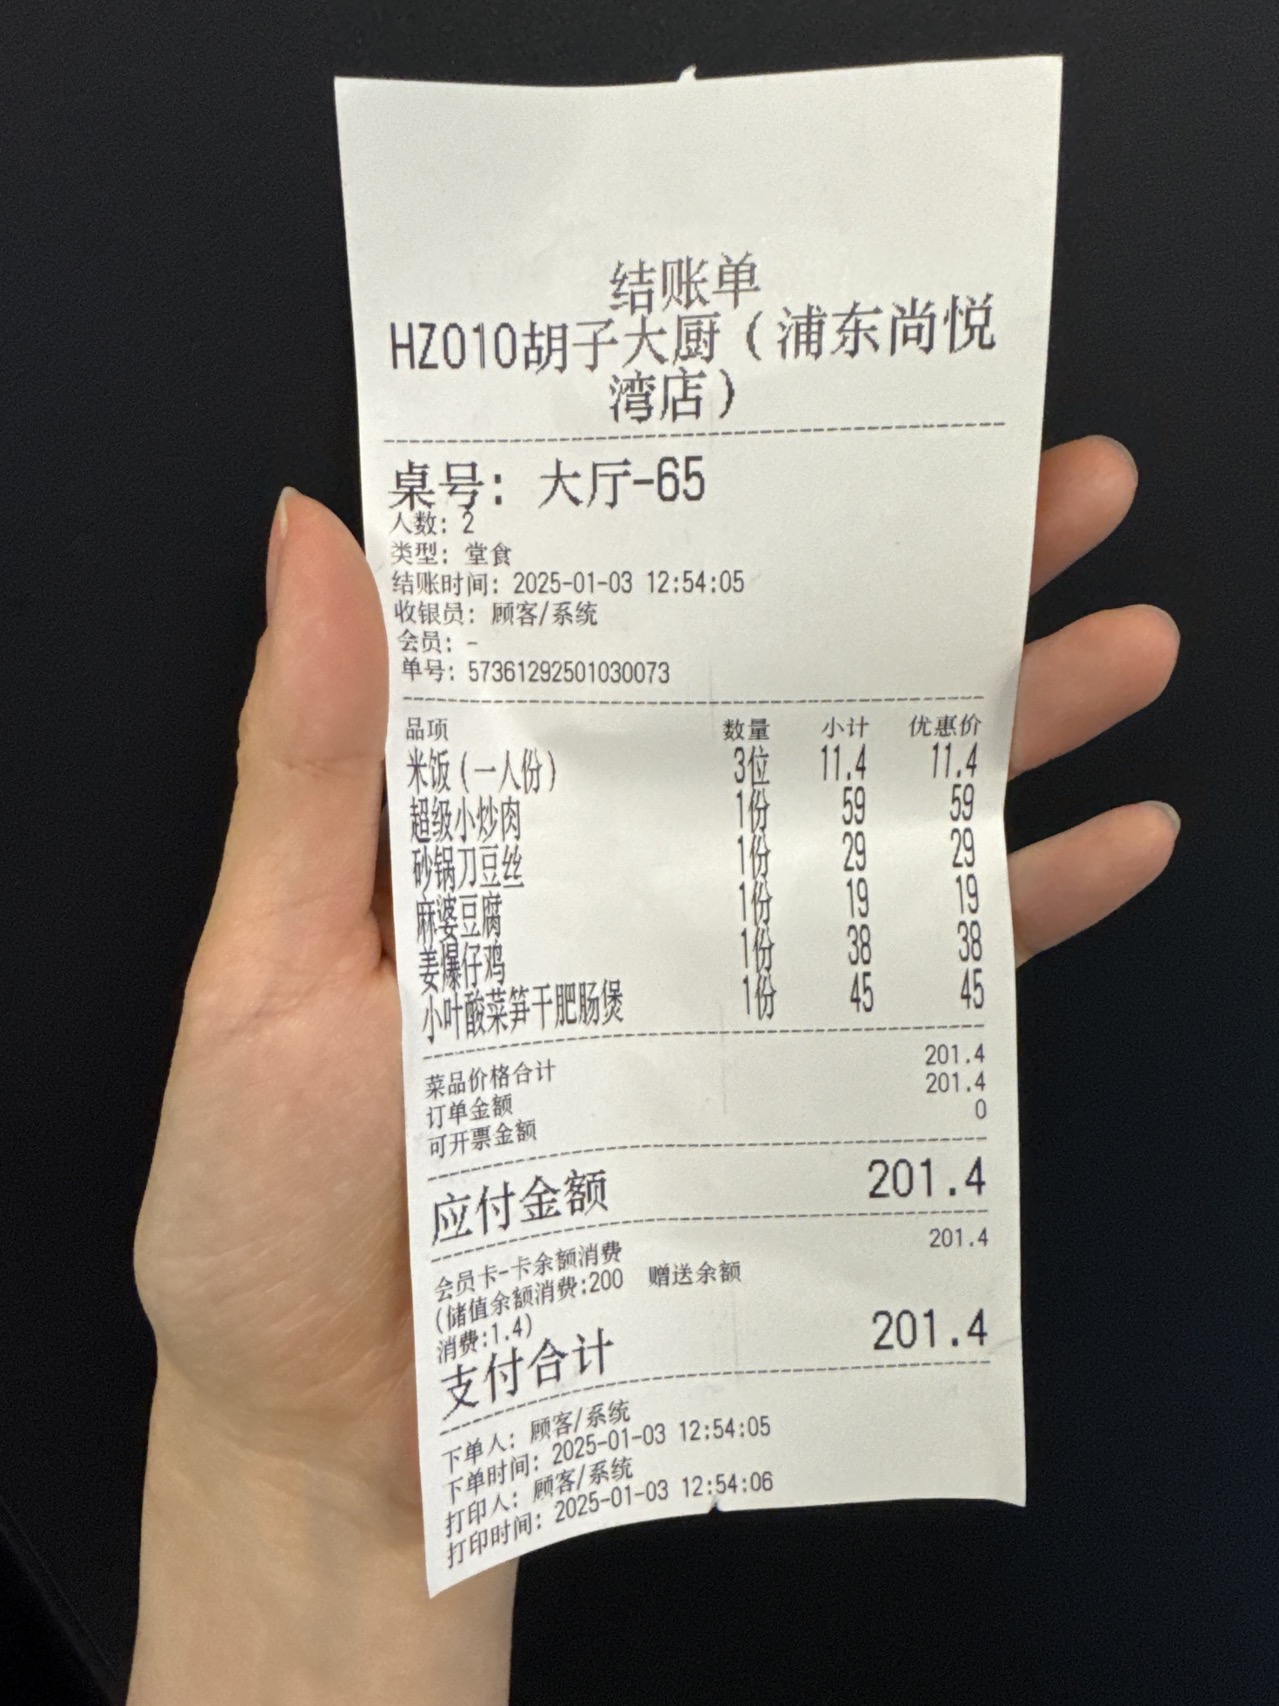 结账单
HZ010胡子大厨（浦东尚悦
湾店）
桌号：大厅-65
人数：2
类型：堂食
结账时间：2025-01-03 12:54:05
收银员：顾客/系统
会员：-
单号：57361292501030073
品项 数量 小计 优惠价
米饭（一人份） 3位 11.4 11.4
超级小炒肉 1份 59 59
砂锅刀豆丝 1份 29 29
麻婆豆腐 1份 19 19
姜爆仔鸡 1份 38 38
小叶酸菜笋干肥肠煲 1份 45 45
菜品价格合计 201.4
订单金额 201.4
可开票金额 0
应付金额 201.4
会员卡-卡余额消费 201.4
(储值余额消费:200 赠送余额
消费:1.4)
支付合计 201.4
下单人：顾客/系统
下单时间：2025-01-03 12:54:05
打印人：顾客/系统
打印时间：2025-01-03 12:54:06